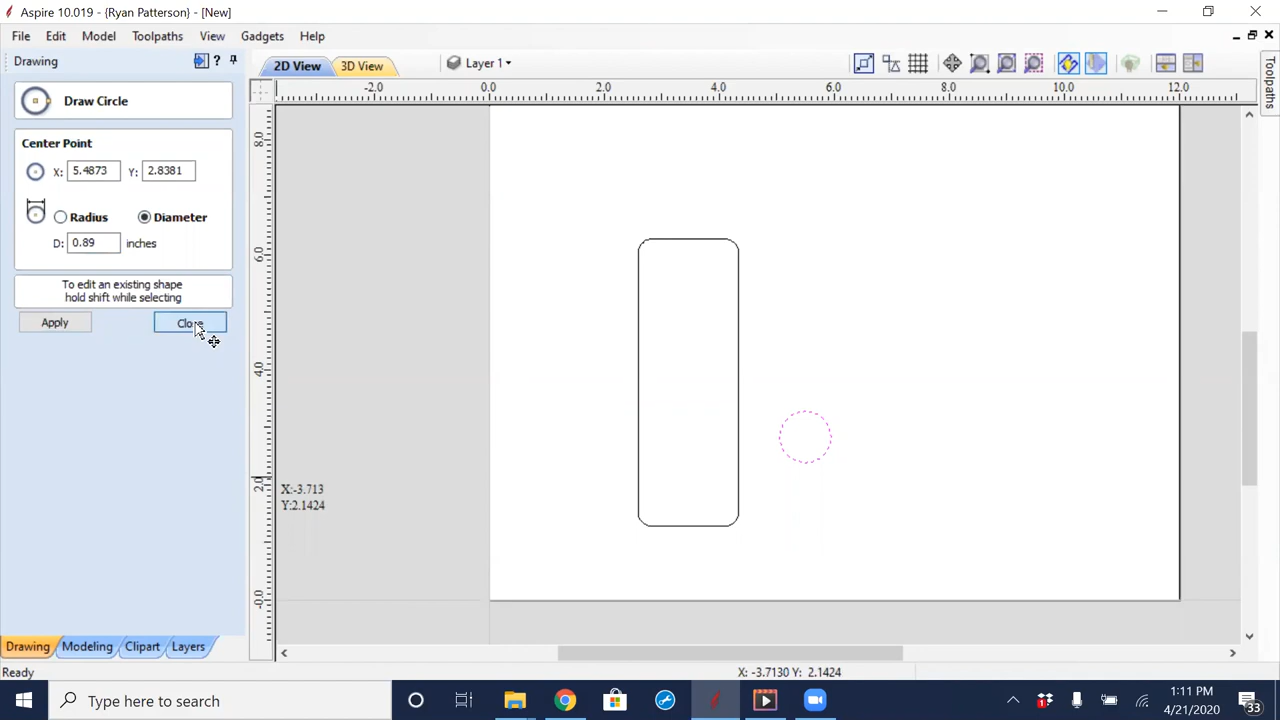 Aspire 10.019 - {Ryan Patterson} - [New]
File Edit Model Toolpaths View Gadgets Help
Drawing ?
2D View 3D View Layer 1
Draw Circle
Center Point
X: 5.4873 Y: 2.8381
Radius Diameter
D: 0.89 inches
To edit an existing shape
hold shift while selecting
Apply Close
-2.0 0.0 2.0 4.0 6.0 8.0 10.0 12.0
8.0
6.0
4.0
2.0
-0.0
X:-3.713
Y:2.1424
Toolpaths
Drawing Modeling Clipart Layers
Ready X: -3.7130 Y: 2.1424
Type here to search
1:11 PM
4/21/2020
33